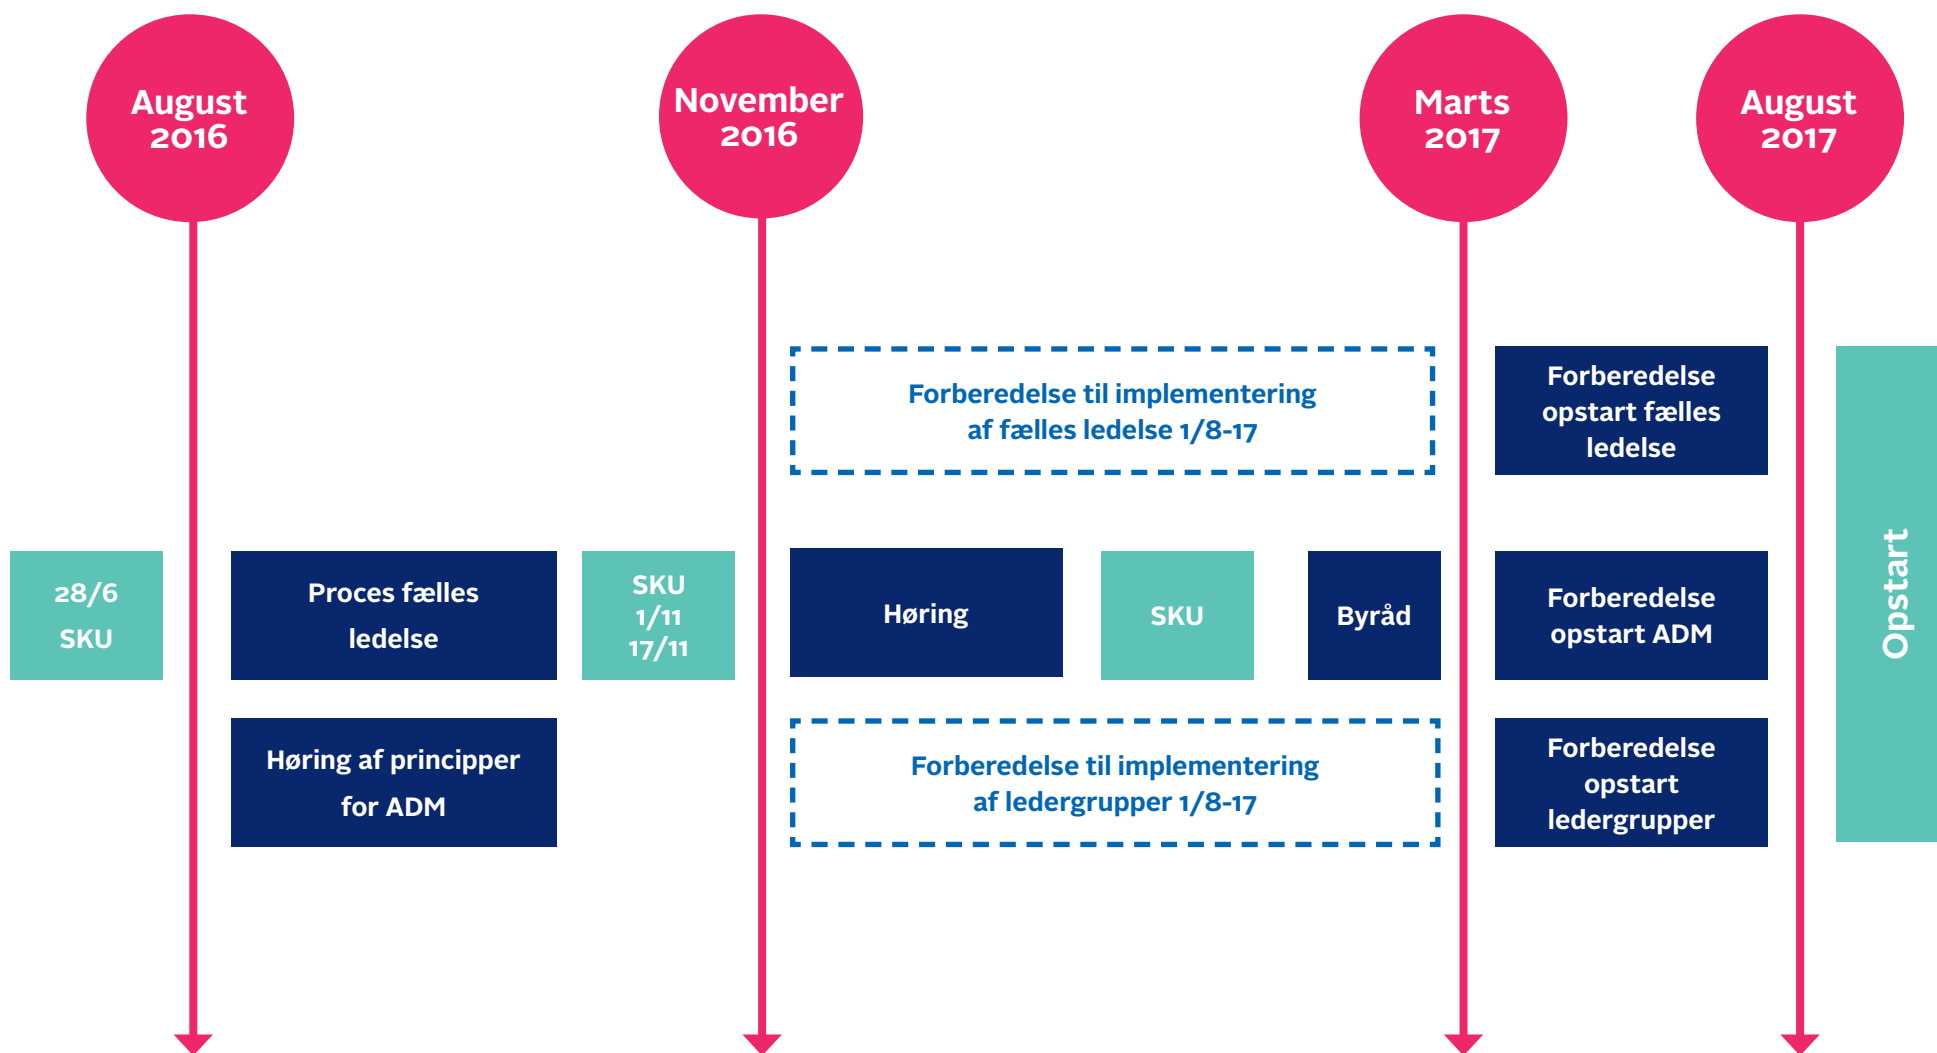 August
2016
November
2016
Marts
2017
August
2017
Forberedelse til implementering
af fælles ledelse 1/8-17
Forberedelse
opstart fælles
ledelse
28/6
SKU
Proces fælles
ledelse
SKU
1/11
17/11
Høring
SKU
Byråd
Forberedelse
opstart ADM
Opstart
Høring af principper
for ADM
Forberedelse til implementering
af ledergrupper 1/8-17
Forberedelse
opstart
ledergrupper